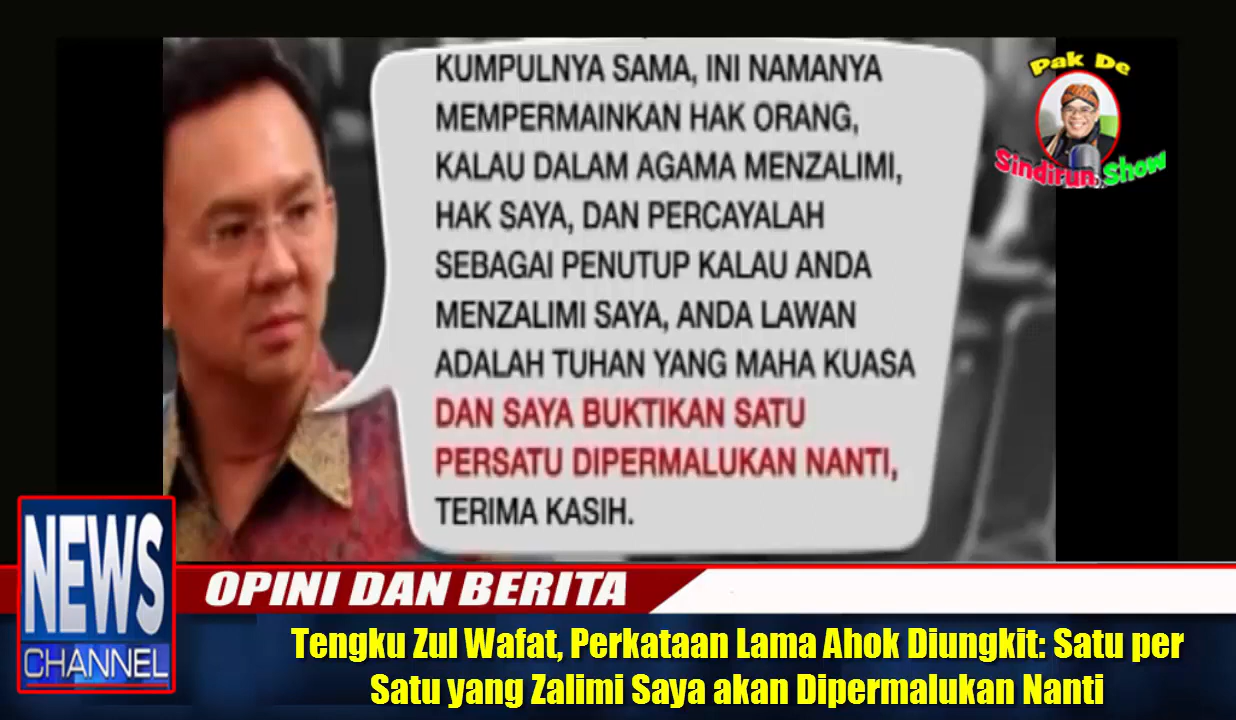 KUMPULNYA SAMA, INI NAMANYA
MEMPERMAINKAN HAK ORANG,
KALAU DALAM AGAMA MENZALIMI,
HAK SAYA, DAN PERCAYALAH
SEBAGAI PENUTUP KALAU ANDA
MENZALIMI SAYA, ANDA LAWAN
ADALAH TUHAN YANG MAHA KUASA
DAN SAYA BUKTIKAN SATU
PERSATU DIPERMALUKAN NANTI,
TERIMA KASIH.
Pak De
Sindirun Show
NEWS
CHANNEL
OPINI DAN BERITA
Tengku Zul Wafat, Perkataan Lama Ahok Diungkit: Satu per
Satu yang Zalimi Saya akan Dipermalukan Nanti